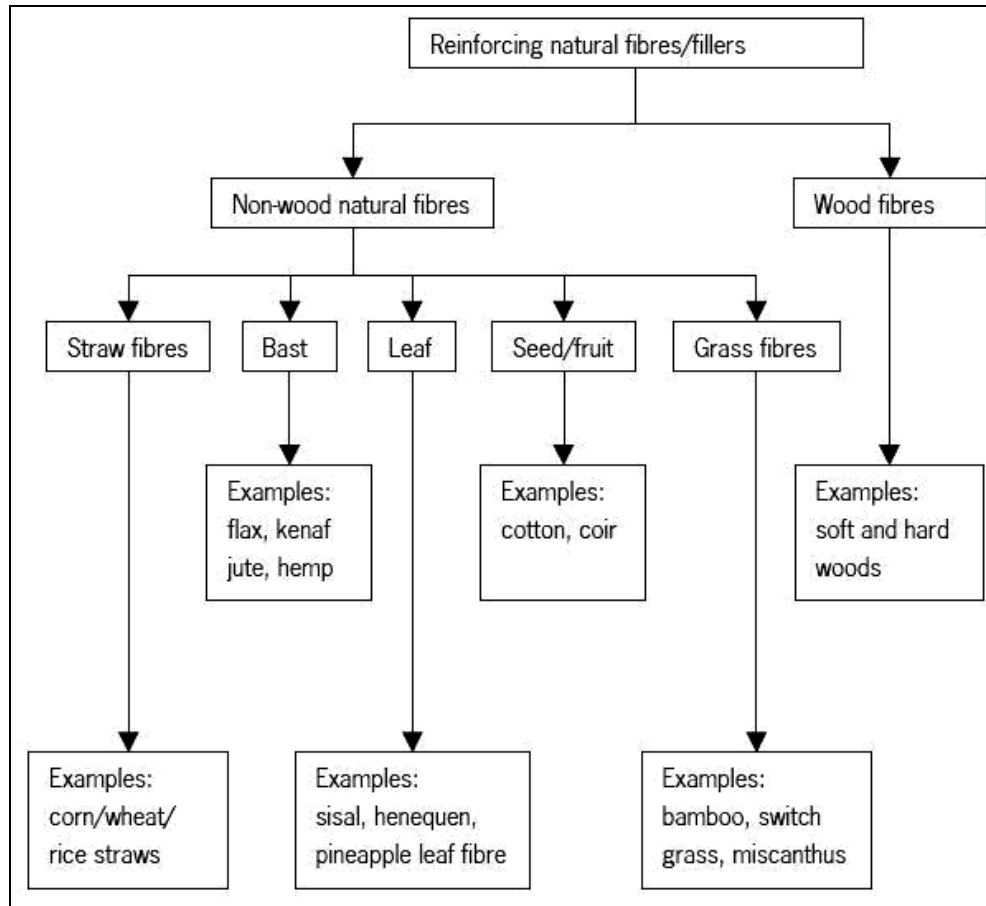 Reinforcing natural fibres/fillers
Non-wood natural fibres
Wood fibres
Straw fibres
Bast
Leaf
Seed/fruit
Grass fibres
Examples:
flax, kenaf
jute, hemp
Examples:
cotton, coir
Examples:
soft and hard
woods
Examples:
corn/wheat/
rice straws
Examples:
sisal, henequen,
pineapple leaf fibre
Examples:
bamboo, switch
grass, miscanthus